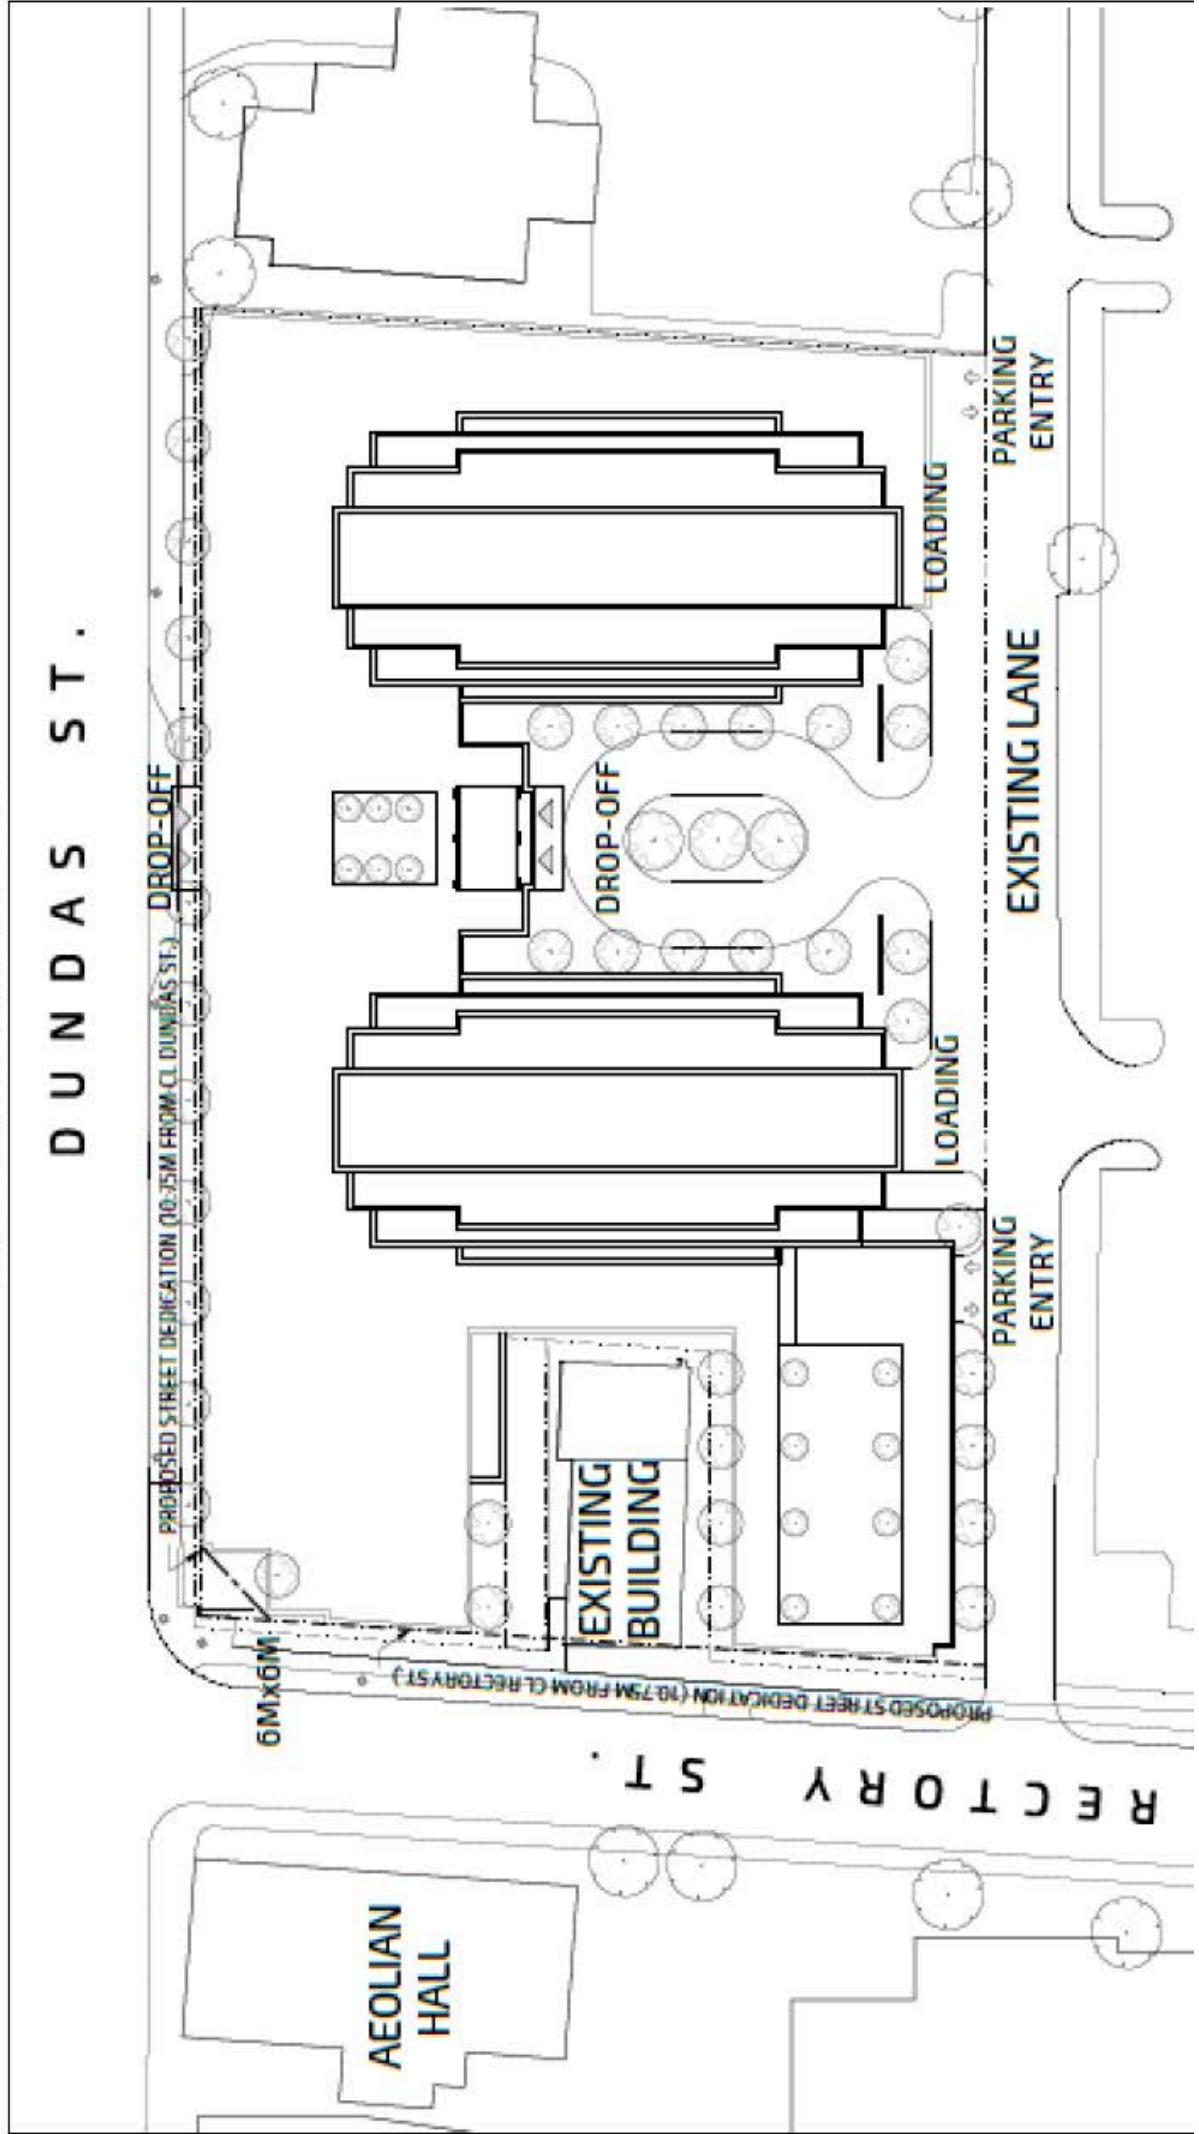 DUNDAS ST.
DROP-OFF
PROPOSED STREET DEDICATION (10.75M FROM CL DUNDAS ST.)
DROP-OFF
LOADING
PARKING
ENTRY
EXISTING LANE
LOADING
PARKING
ENTRY
EXISTING
BUILDING
6Mx6M
PROPOSED STREET DEDICATION (10.75M FROM CL RECTORY ST.)
RECTORY ST.
AEOLIAN
HALL